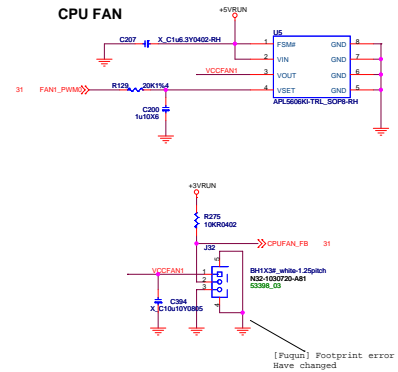 CPU FAN
+5VRUN
C207 X_C1u6.3Y0402-RH
U5
1 FSM# GND 8
2 VIN GND 7
3 VOUT GND 6
4 VSET GND 5
APL5606KI-TRL_SOP8-RH
VCCFAN1
31 FAN1_PWM0 R129 20K1%4
C200
1u10X6
+3VRUN
R275
10KR0402
CPUFAN_FB 31
J32
BH1X3#_white-1.25pitch
N32-1030720-A81
53398_03
VCCFAN1
1
2
3
5
4
C394
X_C10u10Y0805
[Fuqun] Footprint error
Have changed